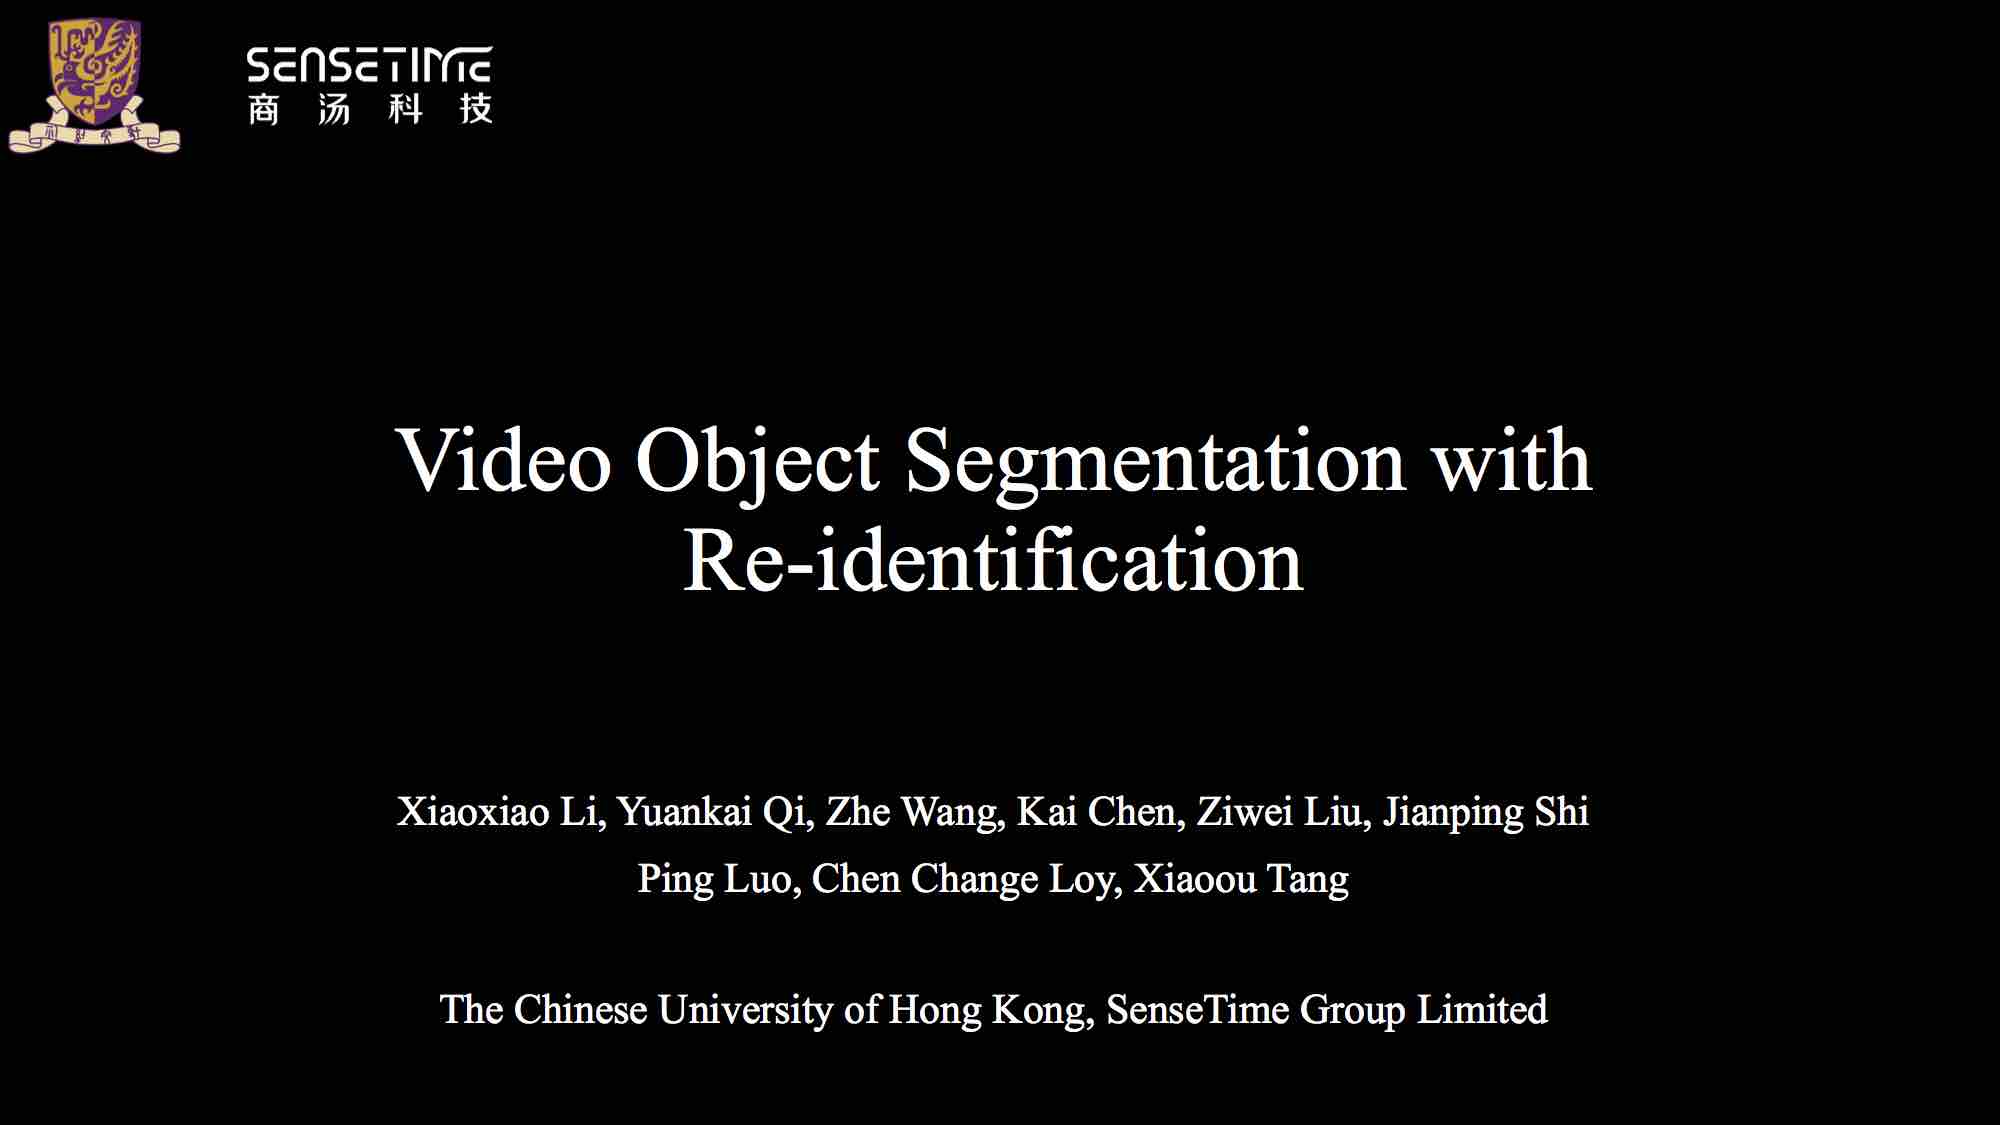 SENSETIME
商汤科技
Video Object Segmentation with
Re-identification
Xiaoxiao Li, Yuankai Qi, Zhe Wang, Kai Chen, Ziwei Liu, Jianping Shi
Ping Luo, Chen Change Loy, Xiaoou Tang
The Chinese University of Hong Kong, SenseTime Group Limited